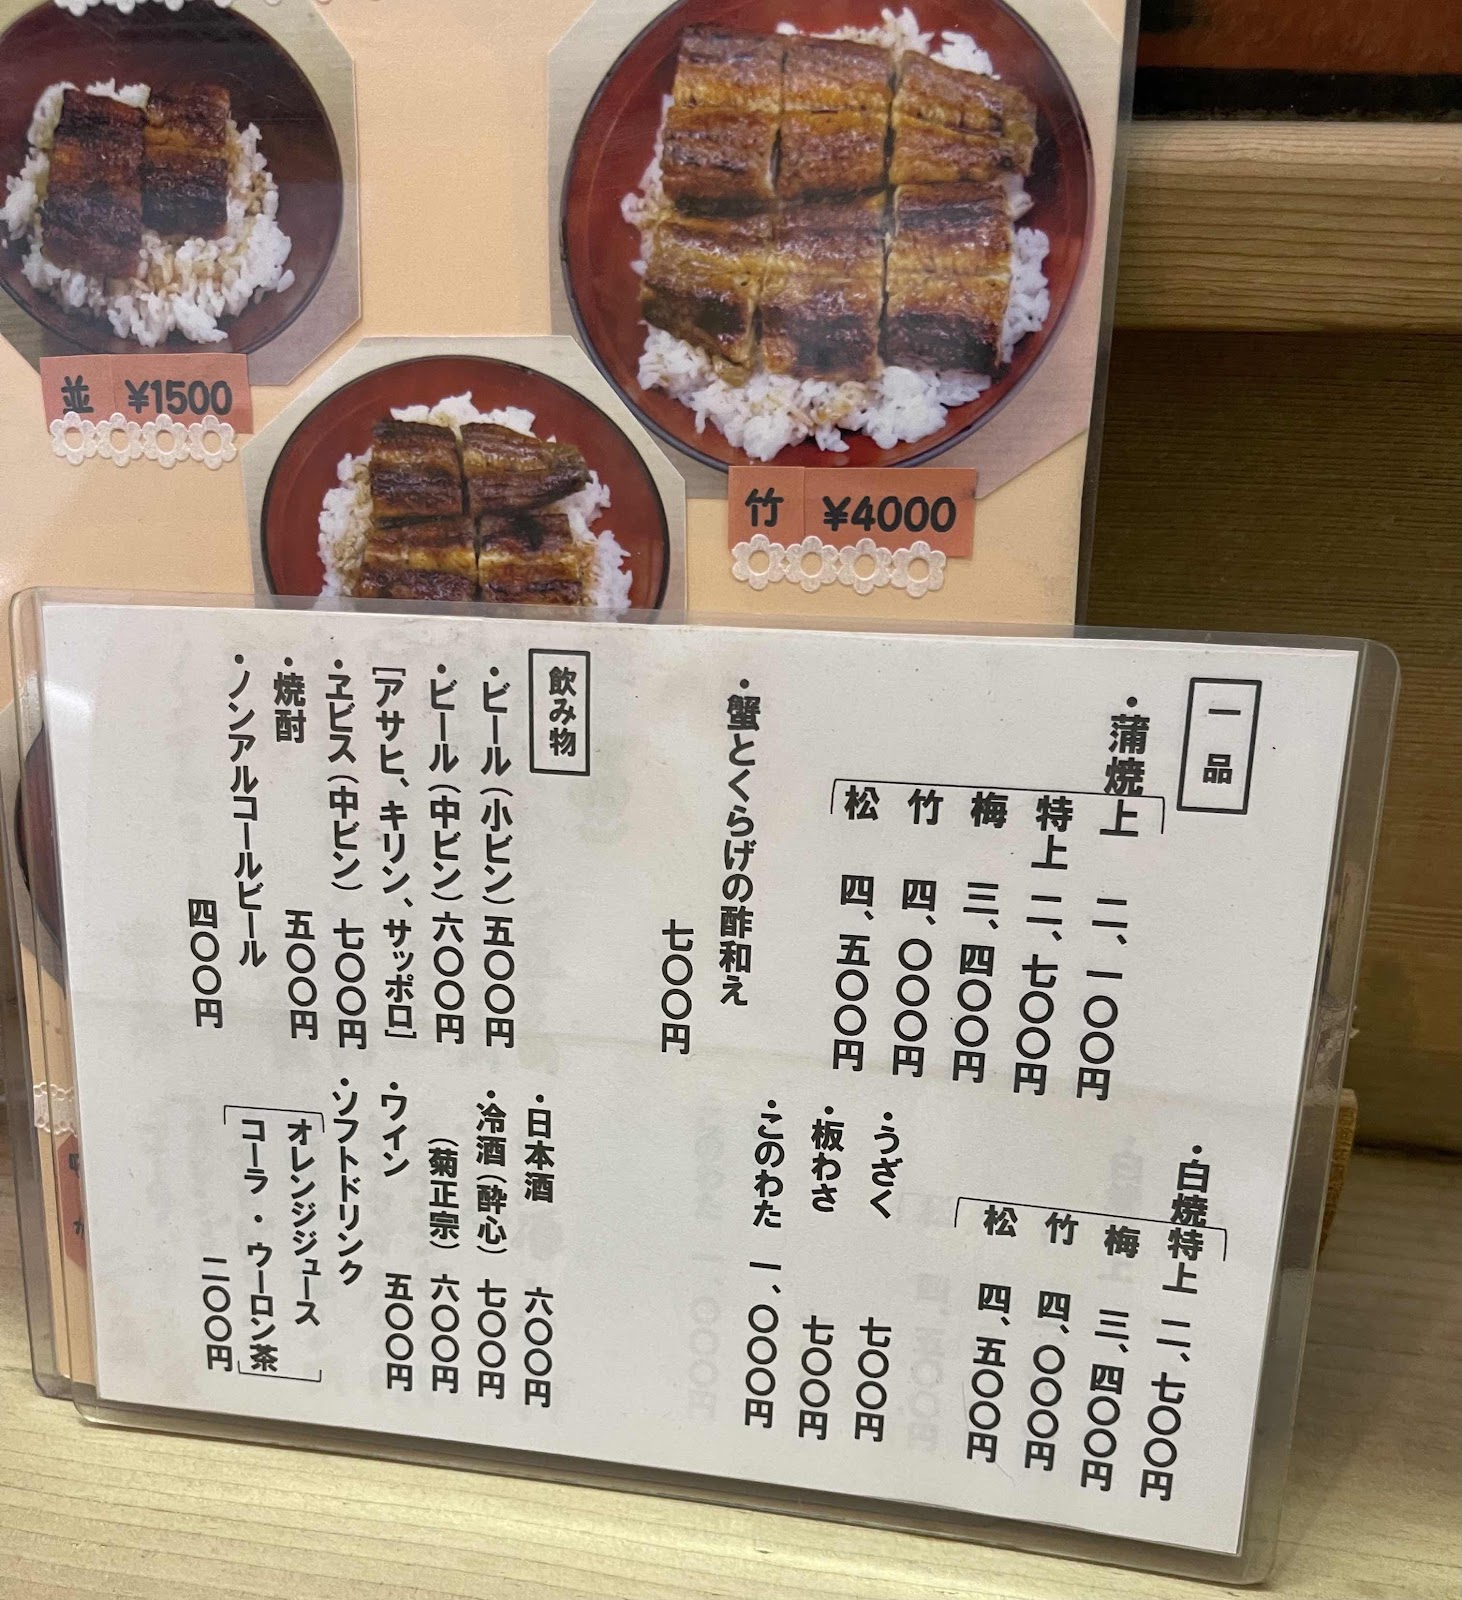 並 ¥1500
竹 ¥4000
一品
・蒲焼上 二、一〇〇円
特上 二、七〇〇円
梅 三、四〇〇円
竹 四、〇〇〇円
松 四、五〇〇円
・蟹とくらげの酢和え
七〇〇円
・白焼特上 二、七〇〇円
梅 三、四〇〇円
竹 四、〇〇〇円
松 四、五〇〇円
・うざく 七〇〇円
・板わさ 七〇〇円
・このわた 一、〇〇〇円
飲み物
・ビール(小ビン)五〇〇円
・ビール(中ビン)六〇〇円
[アサヒ、キリン、サッポロ]
・ヱビス(中ビン) 七〇〇円
・焼酎 五〇〇円
・ノンアルコールビール
四〇〇円
・日本酒 六〇〇円
・冷酒(酔心) 七〇〇円
(菊正宗) 六〇〇円
・ワイン 五〇〇円
・ソフトドリンク
オレンジジュース
コーラ・ウーロン茶
二〇〇円